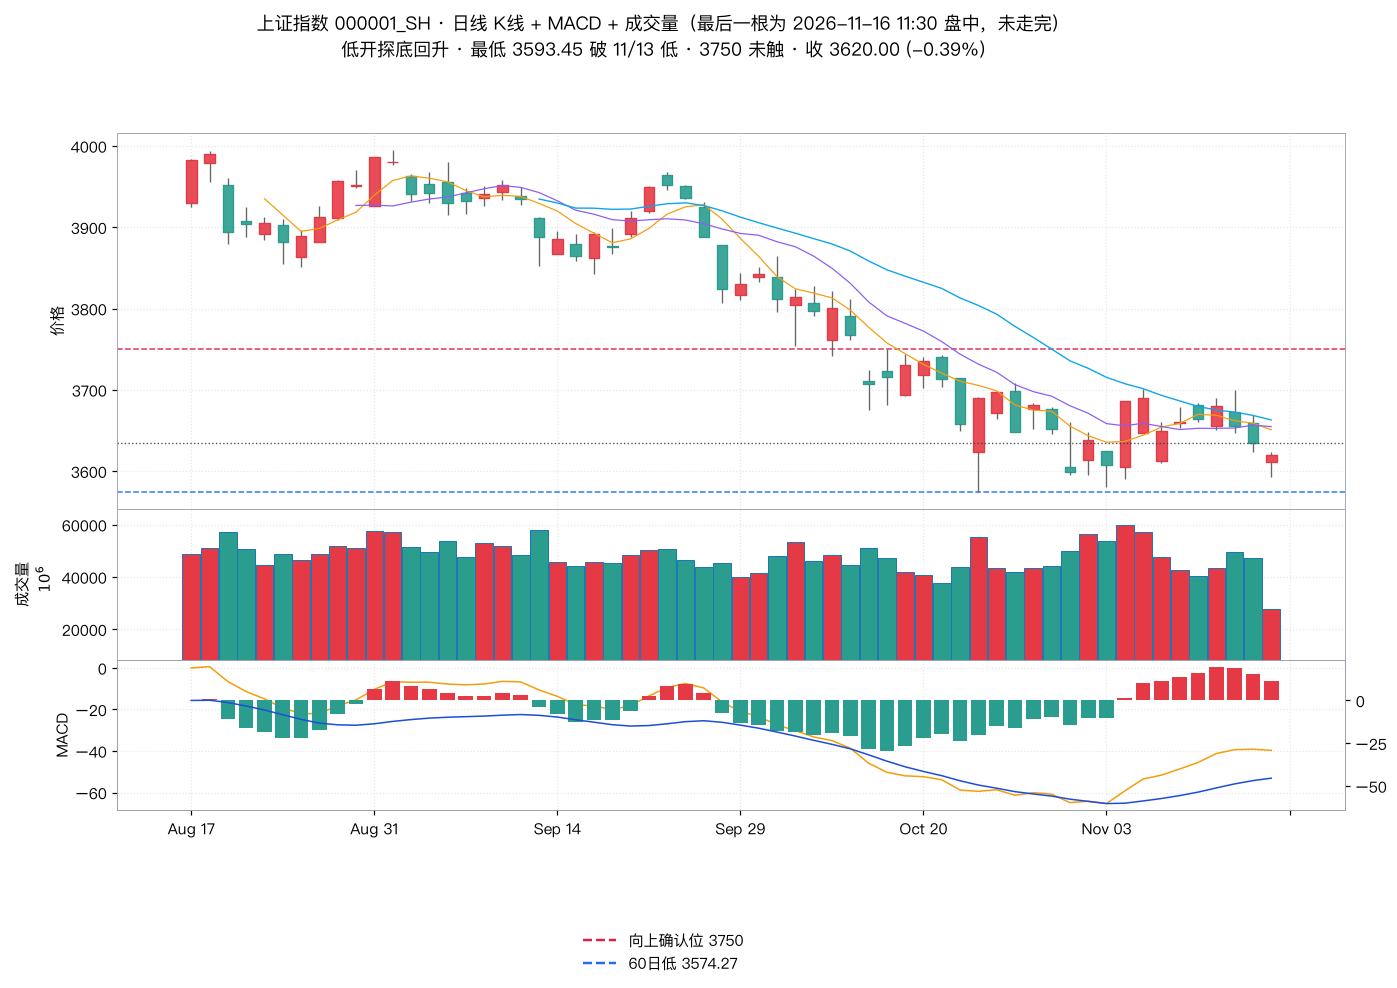 上证指数 000001_SH · 日线 K线 + MACD + 成交量（最后一根为 2026−11−16 11:30 盘中，未走完）
低开探底回升 · 最低 3593.45 破 11/13 低 · 3750 未触 · 收 3620.00 (−0.39%)
4000
3900
3800
3700
3600
价格
60000
40000
20000
成交量
10⁶
0
−20
−40
−60
MACD
0
−25
−50
Aug 17
Aug 31
Sep 14
Sep 29
Oct 20
Nov 03
向上确认位 3750
60日低 3574.27